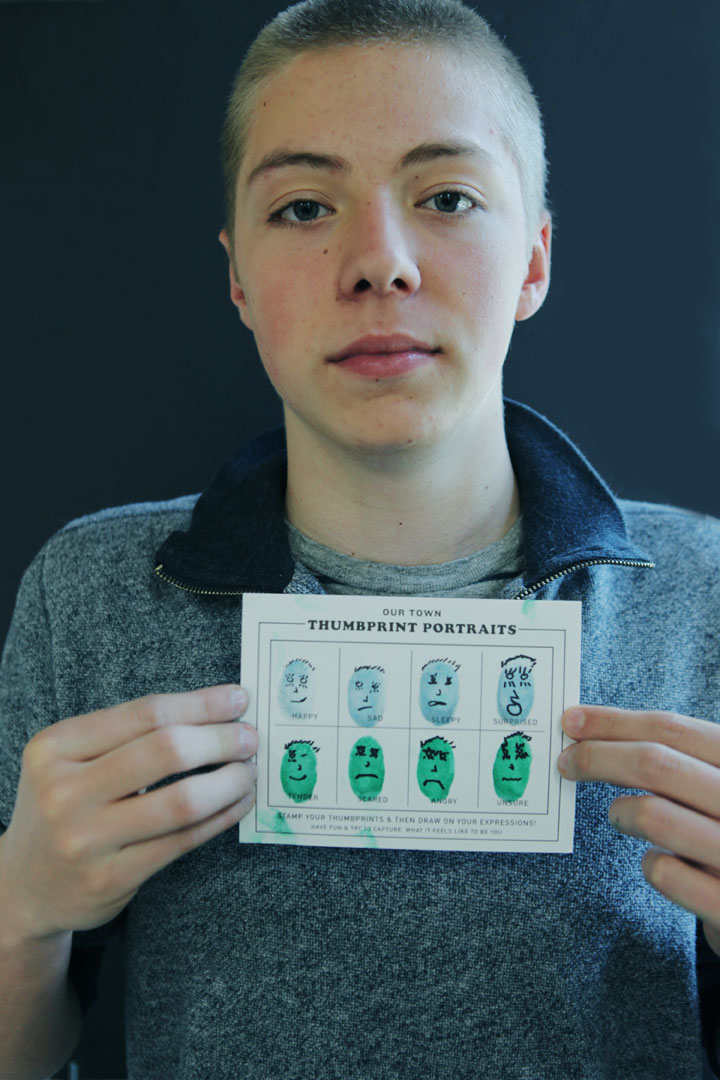 OUR TOWN
THUMBPRINT PORTRAITS
HAPPY SAD SLEEPY SURPRISED
TENDER SCARED ANGRY UNSURE
STAMP YOUR THUMBPRINTS & THEN DRAW ON YOUR EXPRESSIONS!
HAVE FUN & TRY TO CAPTURE WHAT IT FEELS LIKE TO BE YOU